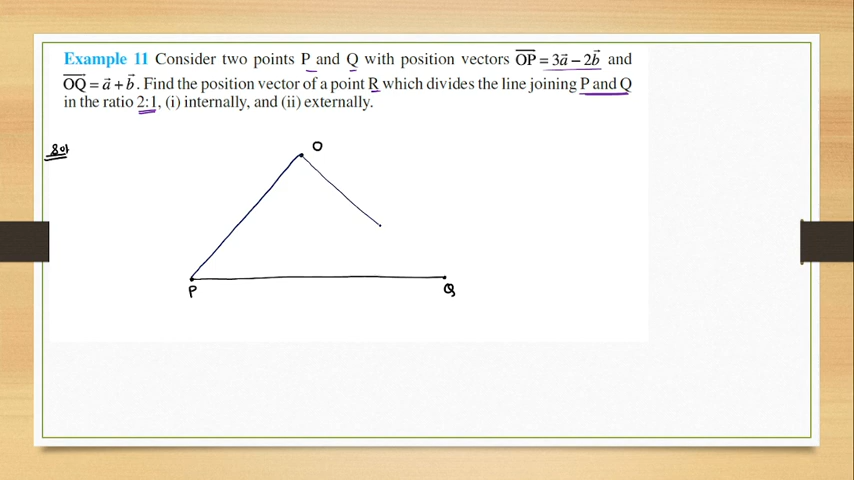 Example 11 Consider two points P and Q with position vectors $\overrightarrow{OP} = 3\vec{a} - 2\vec{b}$ and
$\overrightarrow{OQ} = \vec{a} + \vec{b}$. Find the position vector of a point R which divides the line joining P and Q
in the ratio 2:1, (i) internally, and (ii) externally.
Sol
O
P
Q